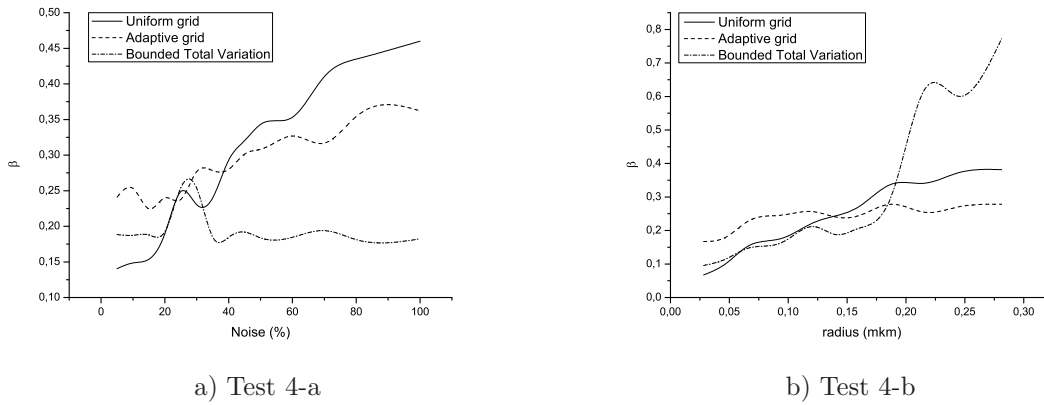 Uniform grid
Adaptive grid
Bounded Total Variation
0,50
0,45
0,40
0,35
0,30
0,25
0,20
0,15
0,10
β
0 20 40 60 80 100
Noise (%)
a) Test 4-a
Uniform grid
Adaptive grid
Bounded Total Variation
0,8
0,7
0,6
0,5
0,4
0,3
0,2
0,1
0,0
β
0,00 0,05 0,10 0,15 0,20 0,25 0,30
radius (mkm)
b) Test 4-b